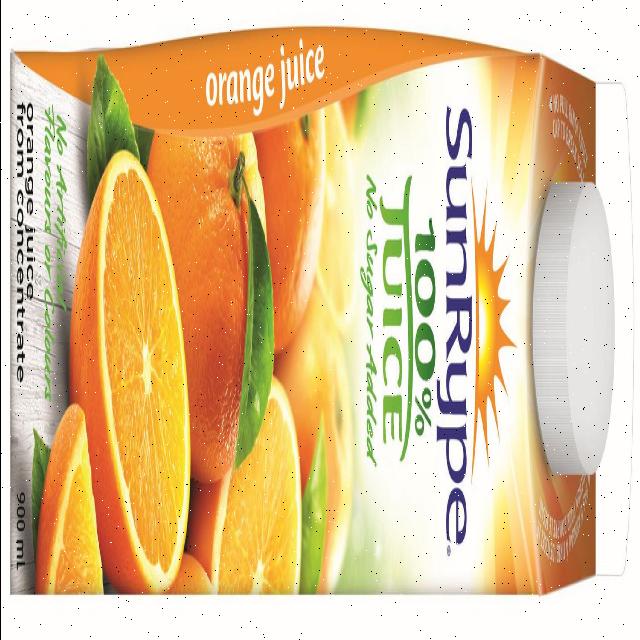 SunRype®
100%
JUICE
No Sugar Added
orange juice
No Artificial
Flavours or Colours
orange juice
from concentrate
900 mL